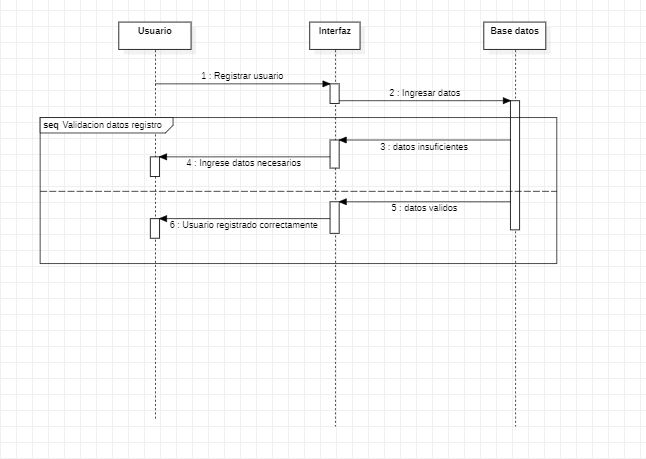 Usuario
Interfaz
Base datos
1 : Registrar usuario
2 : Ingresar datos
seq Validacion datos registro
3 : datos insuficientes
4 : Ingrese datos necesarios
5 : datos validos
6 : Usuario registrado correctamente